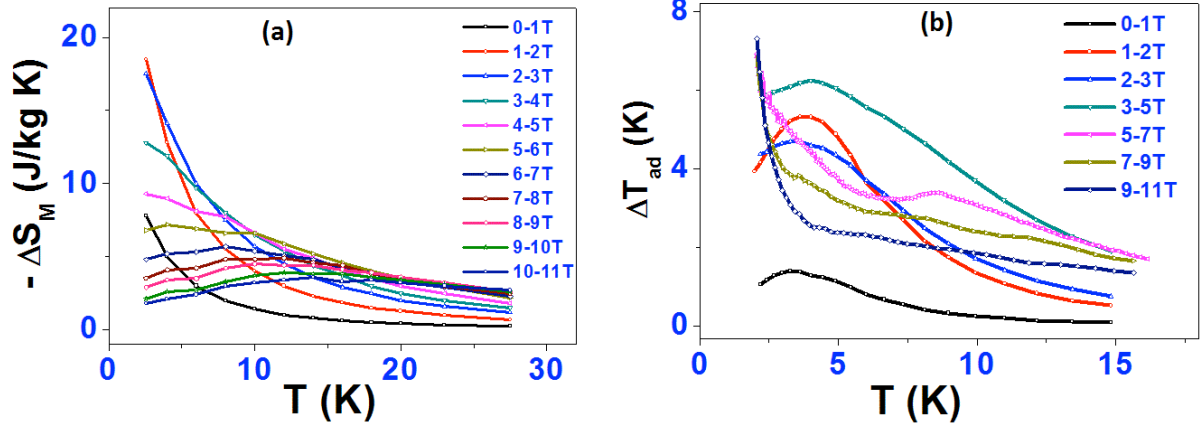 (a)
- ΔS_M (J/kg K)
20
10
0
0-1T
1-2T
2-3T
3-4T
4-5T
5-6T
6-7T
7-8T
8-9T
9-10T
10-11T
0 10 20 30
T (K)
(b)
ΔT_ad (K)
8
4
0
0-1T
1-2T
2-3T
3-5T
5-7T
7-9T
9-11T
0 5 10 15
T (K)